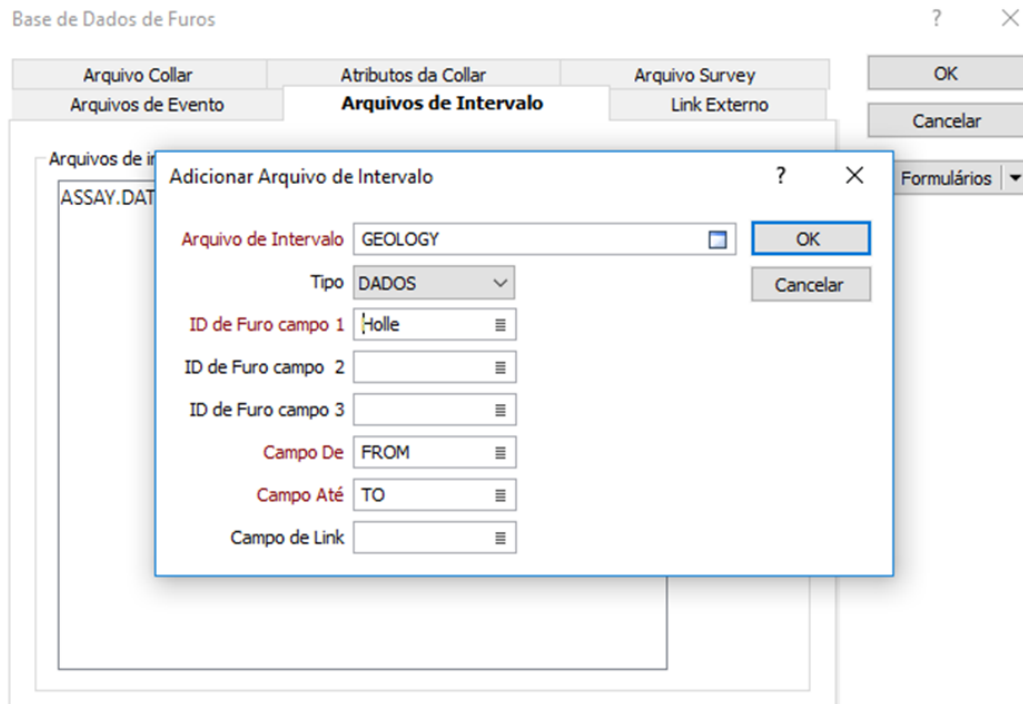 Base de Dados de Furos
?
Arquivo Collar Atributos da Collar Arquivo Survey
OK
Arquivos de Evento Arquivos de Intervalo Link Externo
Cancelar
Formulários
Arquivos de i
ASSAY.DAT
Adicionar Arquivo de Intervalo
?
Arquivo de Intervalo GEOLOGY
OK
Tipo DADOS
Cancelar
ID de Furo campo 1 Holle
ID de Furo campo 2
ID de Furo campo 3
Campo De FROM
Campo Até TO
Campo de Link